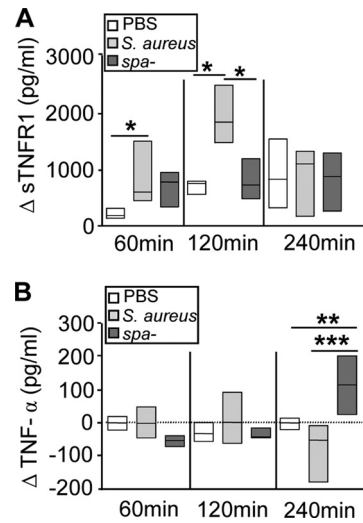 A
PBS
S. aureus
spa-
Δ sTNFR1 (pg/ml)
3000
2000
1000
0
*
*
*
60min
120min
240min
B
PBS
S. aureus
spa-
Δ TNF- α (pg/ml)
300
200
100
0
-100
-200
**
***
60min
120min
240min